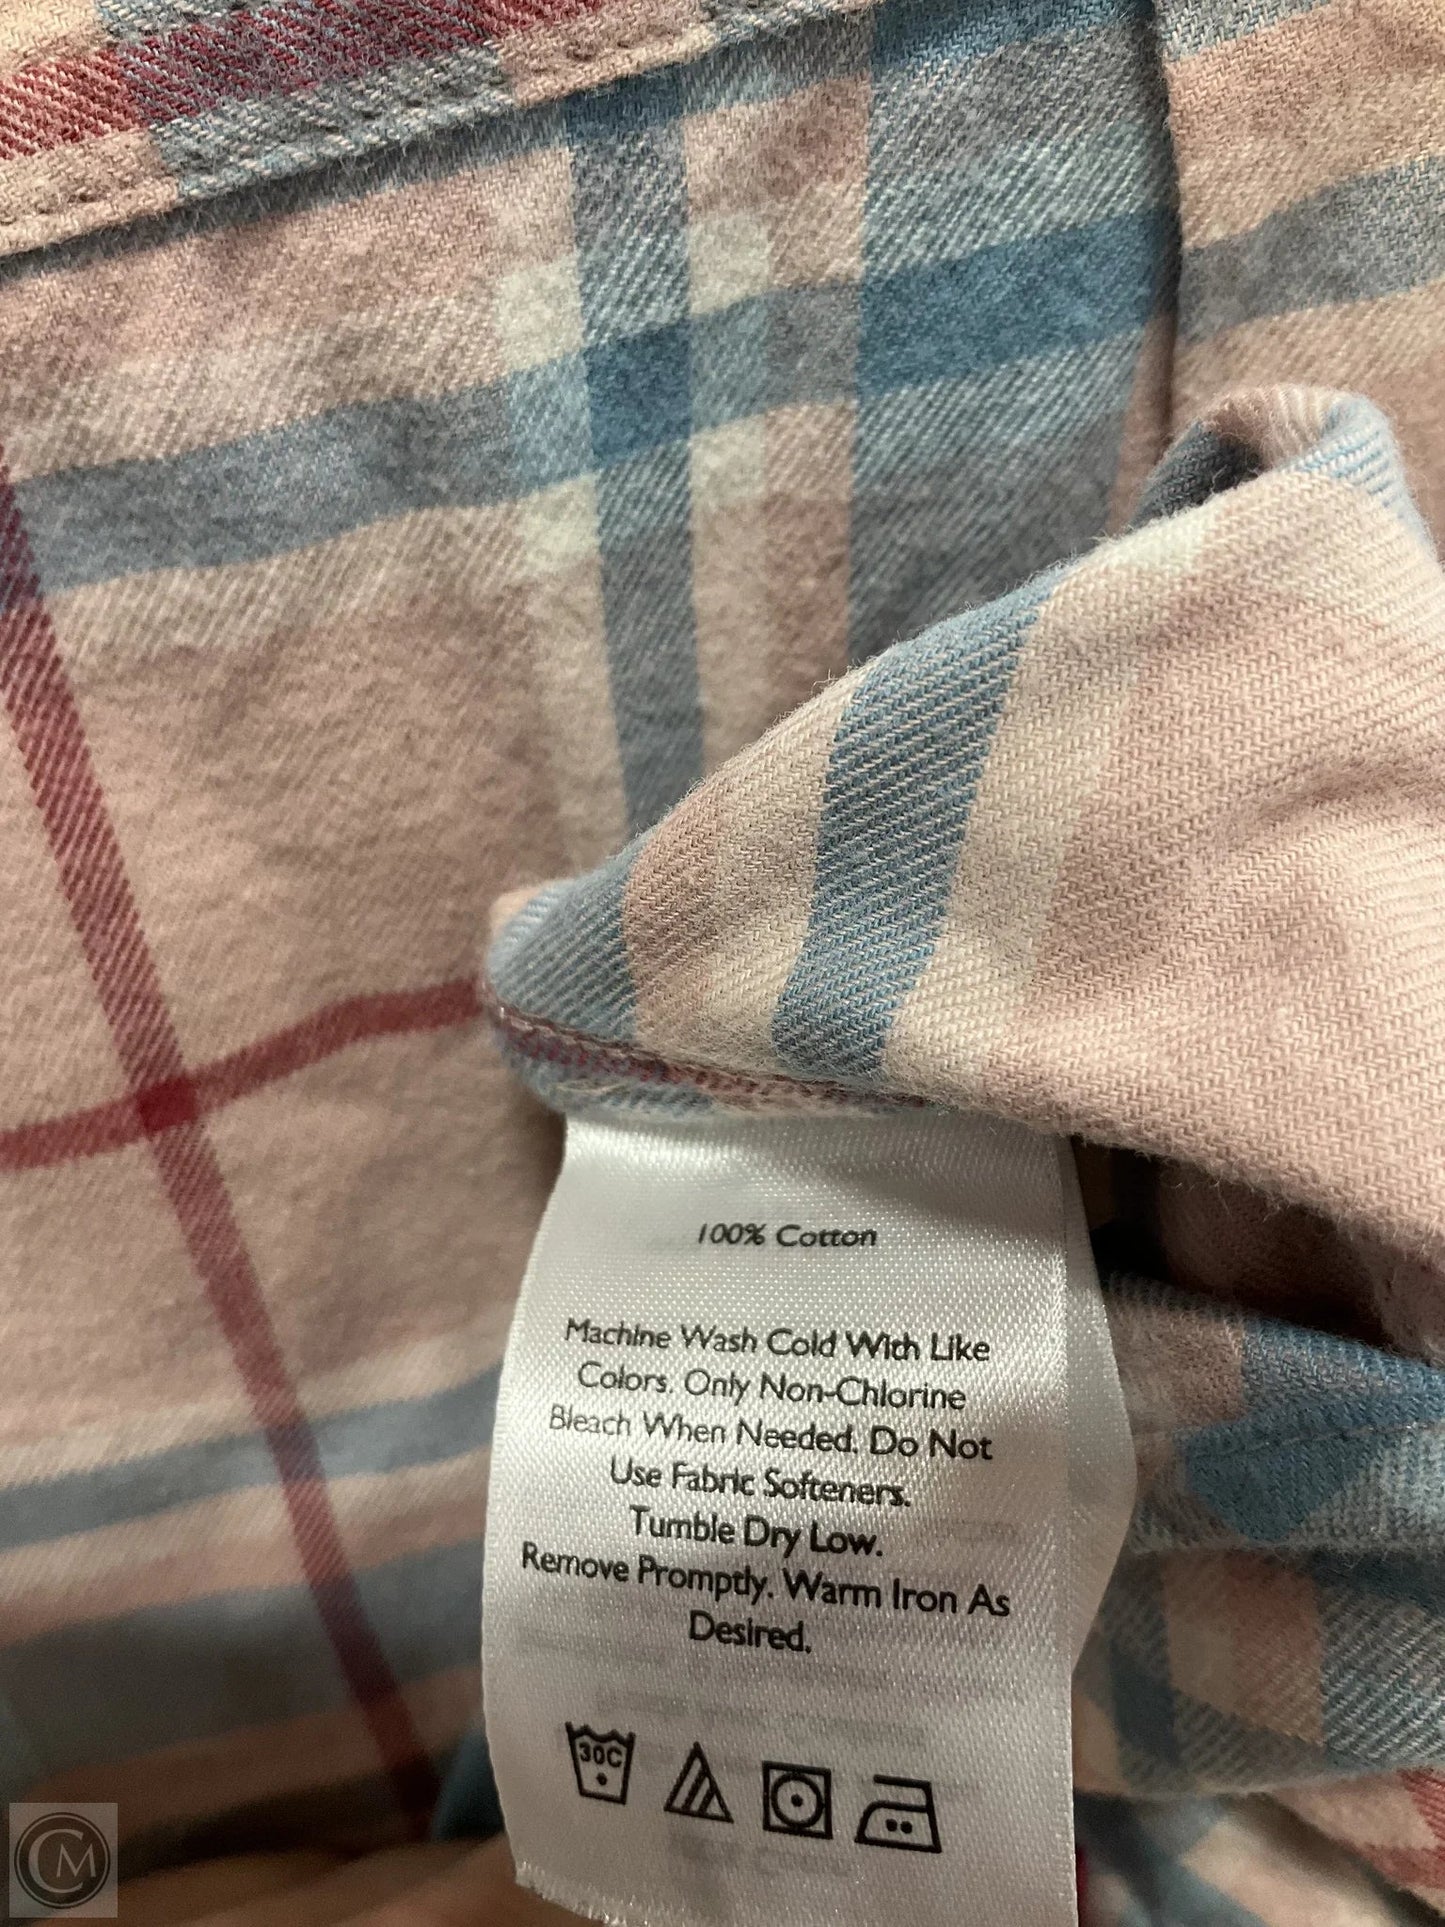 100% Cotton
Machine Wash Cold With Like
Colors. Only Non-Chlorine
Bleach When Needed. Do Not
Use Fabric Softeners.
Tumble Dry Low.
Remove Promptly. Warm Iron As
Desired.
30C
CM